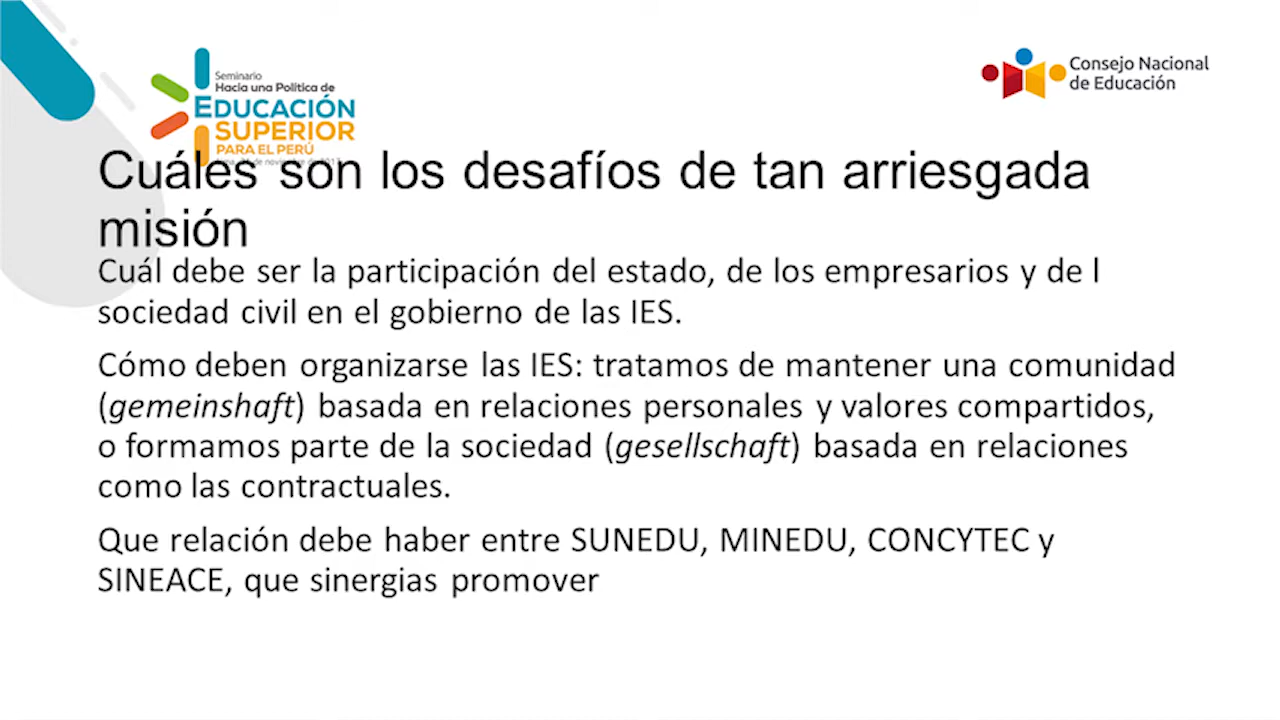 Seminario
Hacia una Política de
EDUCACIÓN
SUPERIOR
PARA EL PERÚ
de noviembre de
Consejo Nacional
de Educación
Cuáles son los desafíos de tan arriesgada
misión
Cuál debe ser la participación del estado, de los empresarios y de l
sociedad civil en el gobierno de las IES.
Cómo deben organizarse las IES: tratamos de mantener una comunidad
(gemeinshaft) basada en relaciones personales y valores compartidos,
o formamos parte de la sociedad (gesellschaft) basada en relaciones
como las contractuales.
Que relación debe haber entre SUNEDU, MINEDU, CONCYTEC y
SINEACE, que sinergias promover